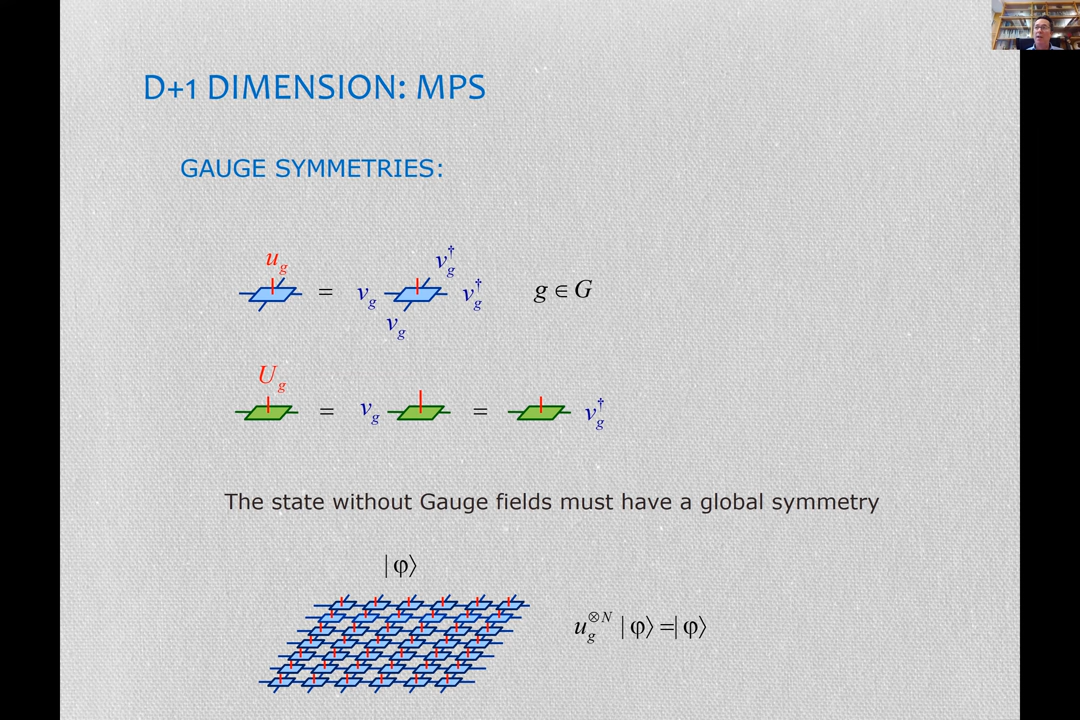 D+1 DIMENSION: MPS
GAUGE SYMMETRIES:
u_g = v_g v_g^† v_g^† v_g g ∈ G
U_g = v_g = v_g^†
The state without Gauge fields must have a global symmetry
|φ⟩
u_g^{⊗N} |φ⟩=|φ⟩